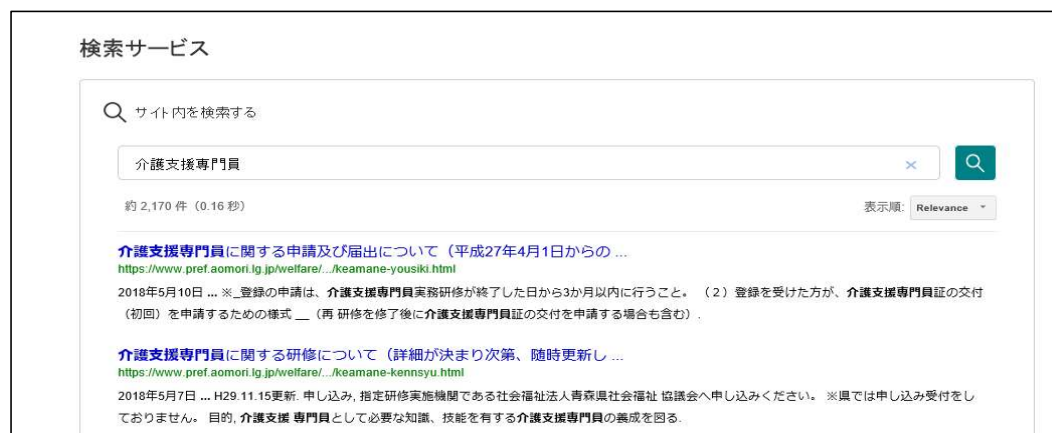 検索サービス
サイト内を検索する
介護支援専門員
約 2,170 件 (0.16 秒)
表示順: Relevance
介護支援専門員に関する申請及び届出について（平成27年4月1日からの ...
https://www.pref.aomori.lg.jp/welfare/.../keamane-yousiki.html
2018年5月10日 ... ※_登録の申請は、介護支援専門員実務研修が終了した日から3か月以内に行うこと。 （２）登録を受けた方が、介護支援専門員証の交付
（初回）を申請するための様式 __（再 研修を修了後に介護支援専門員証の交付を申請する場合も含む）.
介護支援専門員に関する研修について（詳細が決まり次第、随時更新し ...
https://www.pref.aomori.lg.jp/welfare/.../keamane-kennsyu.html
2018年5月7日 ... H29.11.15更新. 申し込み, 指定研修実施機関である社会福祉法人青森県社会福祉 協議会へ申し込みください。 ※県では申し込み受付をし
ておりません。 目的, 介護支援 専門員として必要な知識、技能を有する介護支援専門員の養成を図る.